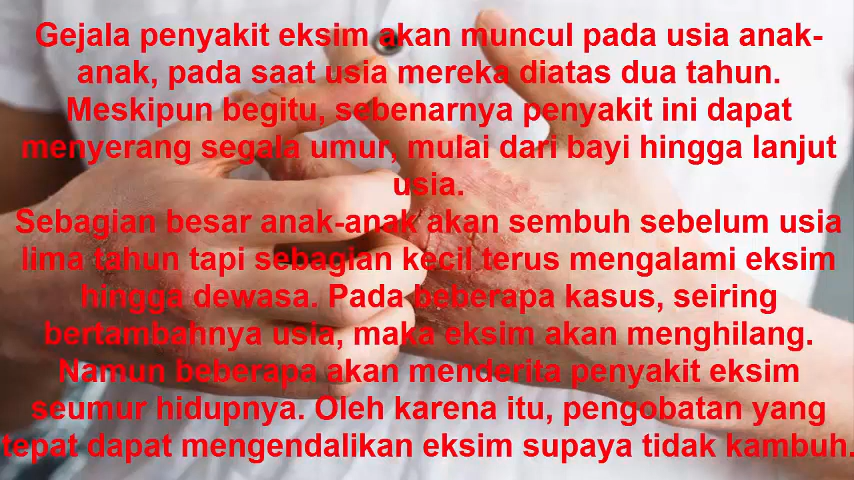 Gejala penyakit eksim akan muncul pada usia anak-
anak, pada saat usia mereka diatas dua tahun.
Meskipun begitu, sebenarnya penyakit ini dapat
menyerang segala umur, mulai dari bayi hingga lanjut
usia.
Sebagian besar anak-anak akan sembuh sebelum usia
lima tahun tapi sebagian kecil terus mengalami eksim
hingga dewasa. Pada beberapa kasus, seiring
bertambahnya usia, maka eksim akan menghilang.
Namun beberapa akan menderita penyakit eksim
seumur hidupnya. Oleh karena itu, pengobatan yang
tepat dapat mengendalikan eksim supaya tidak kambuh.